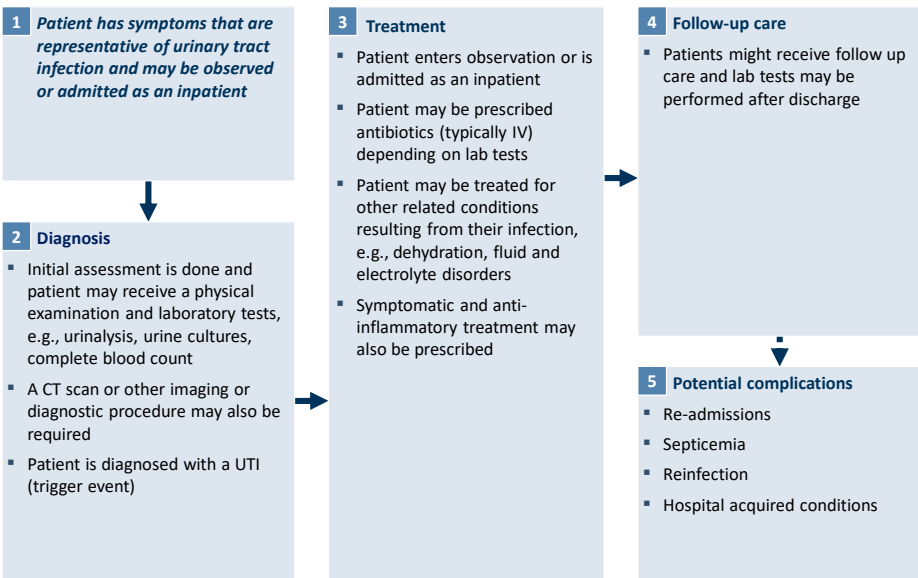 1 Patient has symptoms that are
representative of urinary tract
infection and may be observed
or admitted as an inpatient
2 Diagnosis
▪ Initial assessment is done and
patient may receive a physical
examination and laboratory tests,
e.g., urinalysis, urine cultures,
complete blood count
▪ A CT scan or other imaging or
diagnostic procedure may also be
required
▪ Patient is diagnosed with a UTI
(trigger event)
3 Treatment
▪ Patient enters observation or is
admitted as an inpatient
▪ Patient may be prescribed
antibiotics (typically IV)
depending on lab tests
▪ Patient may be treated for
other related conditions
resulting from their infection,
e.g., dehydration, fluid and
electrolyte disorders
▪ Symptomatic and anti-
inflammatory treatment may
also be prescribed
4 Follow-up care
▪ Patients might receive follow up
care and lab tests may be
performed after discharge
5 Potential complications
▪ Re-admissions
▪ Septicemia
▪ Reinfection
▪ Hospital acquired conditions